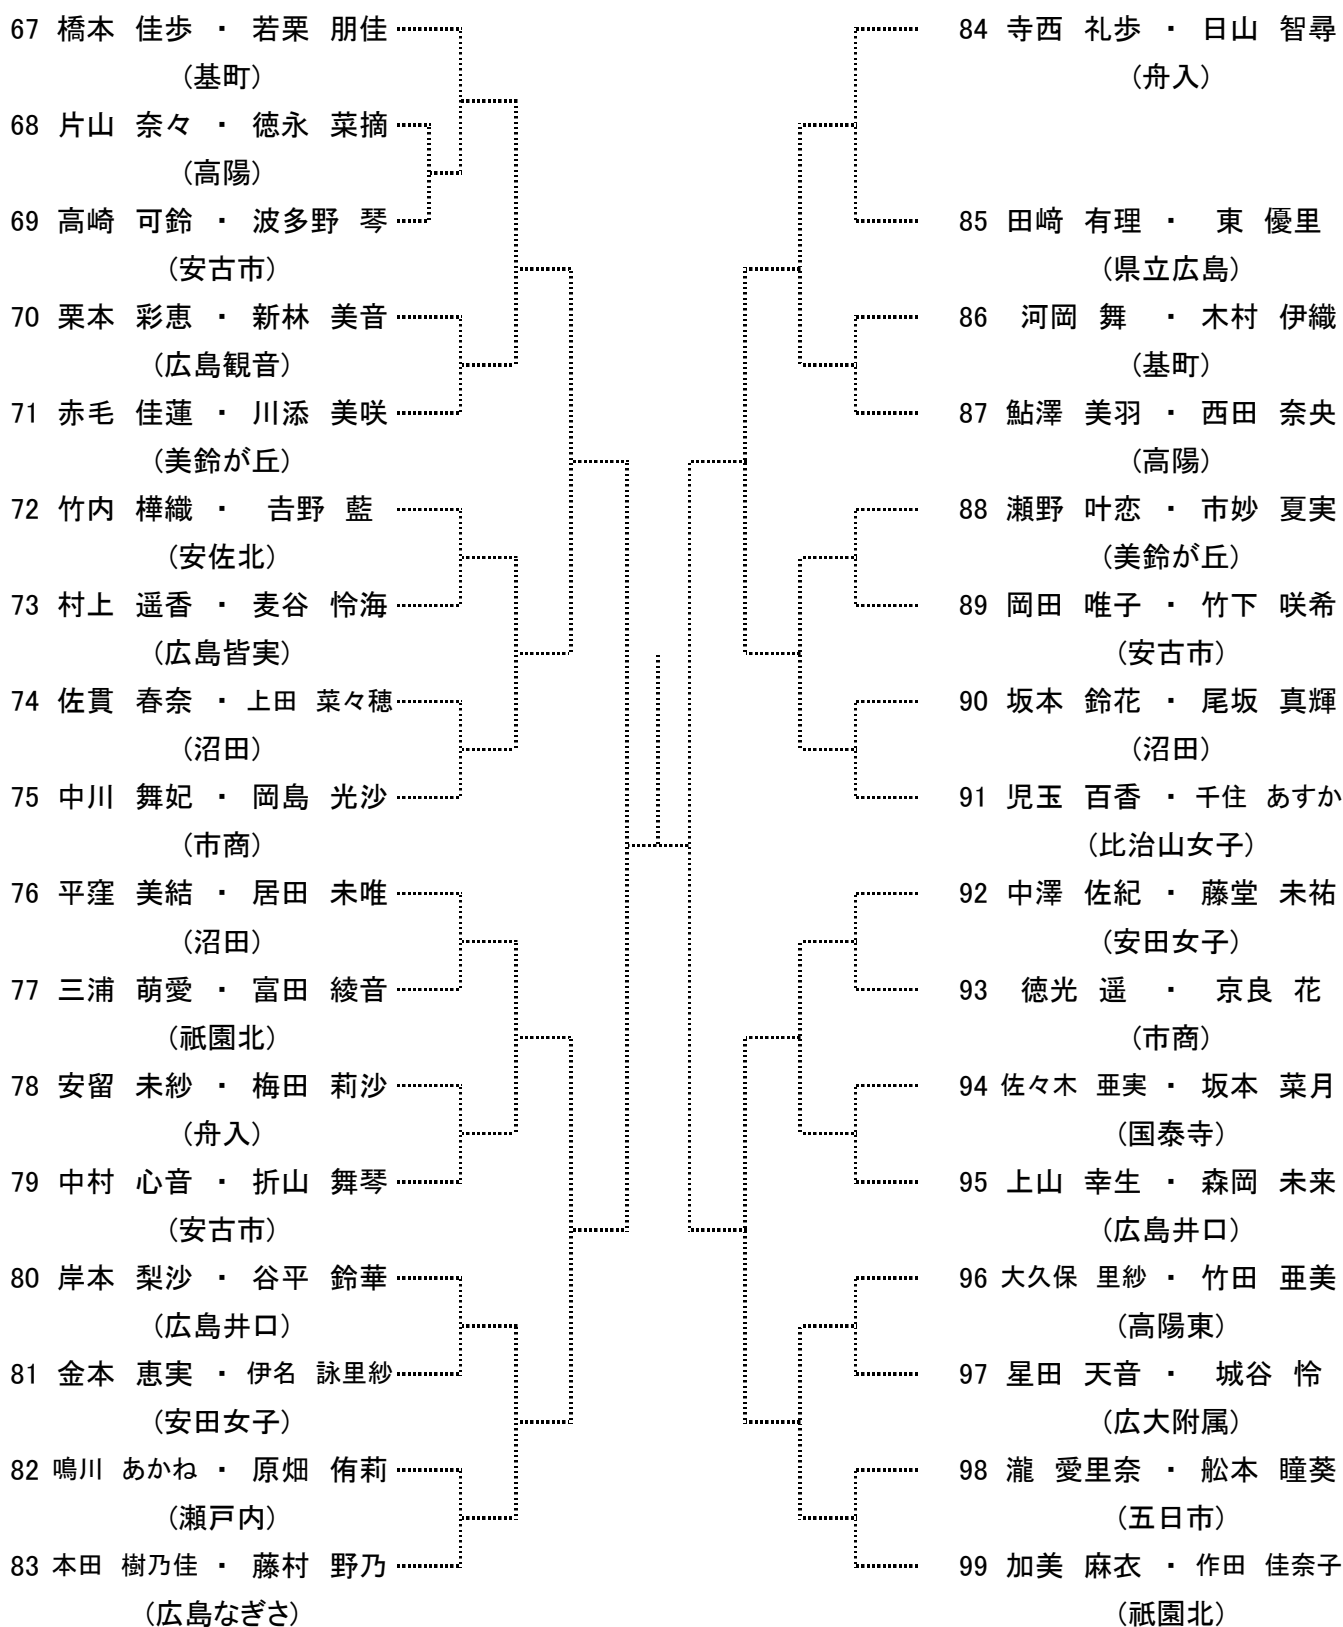 67 橋本 佳歩 ・ 若栗 朋佳
(基町)
68 片山 奈々 ・ 徳永 菜摘
(高陽)
69 高崎 可鈴 ・ 波多野 琴
(安古市)
70 栗本 彩恵 ・ 新林 美音
(広島観音)
71 赤毛 佳蓮 ・ 川添 美咲
(美鈴が丘)
72 竹内 樺織 ・ 𠮷野 藍
(安佐北)
73 村上 遥香 ・ 麦谷 怜海
(広島皆実)
74 佐貫 春奈 ・ 上田 菜々穂
(沼田)
75 中川 舞妃 ・ 岡島 光沙
(市商)
76 平窪 美結 ・ 居田 未唯
(沼田)
77 三浦 萌愛 ・ 富田 綾音
(祇園北)
78 安留 未紗 ・ 梅田 莉沙
(舟入)
79 中村 心音 ・ 折山 舞琴
(安古市)
80 岸本 梨沙 ・ 谷平 鈴華
(広島井口)
81 金本 恵実 ・ 伊名 詠里紗
(安田女子)
82 鳴川 あかね ・ 原畑 侑莉
(瀬戸内)
83 本田 樹乃佳 ・ 藤村 野乃
(広島なぎさ)
84 寺西 礼歩 ・ 日山 智尋
(舟入)
85 田﨑 有理 ・ 東 優里
(県立広島)
86 河岡 舞 ・ 木村 伊織
(基町)
87 鮎澤 美羽 ・ 西田 奈央
(高陽)
88 瀬野 叶恋 ・ 市妙 夏実
(美鈴が丘)
89 岡田 唯子 ・ 竹下 咲希
(安古市)
90 坂本 鈴花 ・ 尾坂 真輝
(沼田)
91 児玉 百香 ・ 千住 あすか
(比治山女子)
92 中澤 佐紀 ・ 藤堂 未祐
(安田女子)
93 徳光 遥 ・ 京良 花
(市商)
94 佐々木 亜実 ・ 坂本 菜月
(国泰寺)
95 上山 幸生 ・ 森岡 未来
(広島井口)
96 大久保 里紗 ・ 竹田 亜美
(高陽東)
97 星田 天音 ・ 城谷 怜
(広大附属)
98 瀧 愛里奈 ・ 舩本 瞳葵
(五日市)
99 加美 麻衣 ・ 作田 佳奈子
(祇園北)